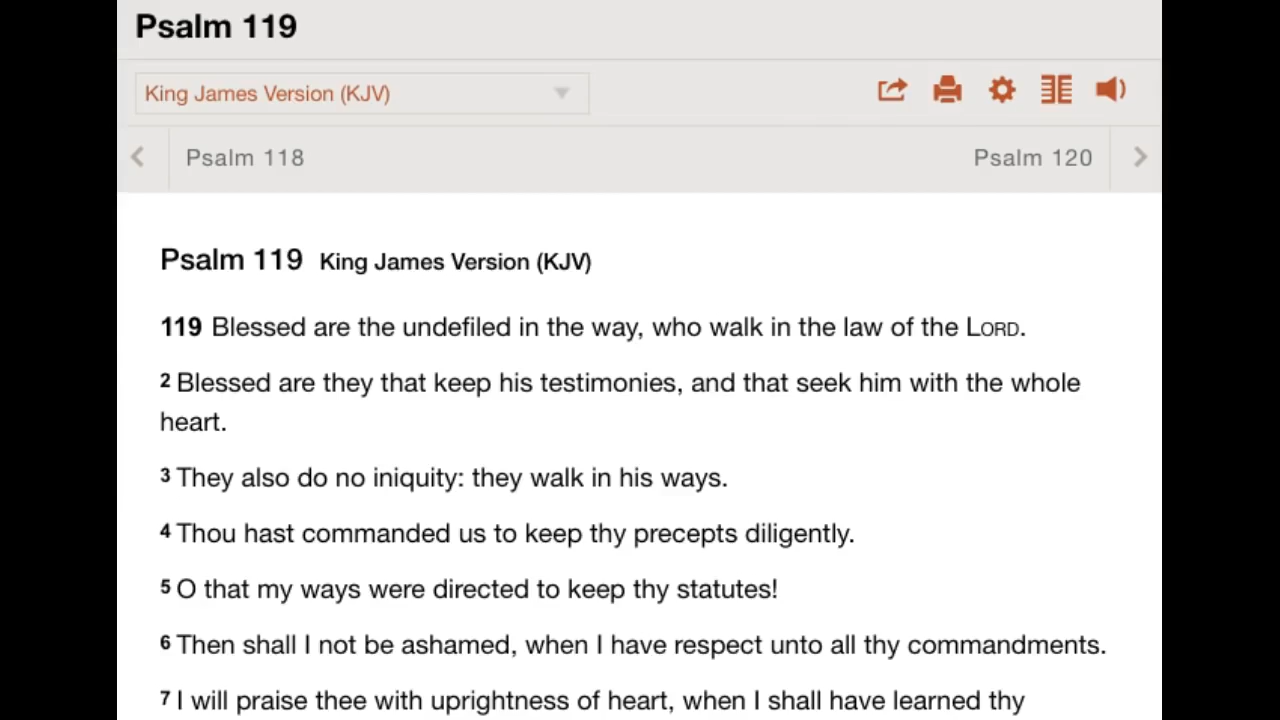 Psalm 119
King James Version (KJV)
Psalm 118
Psalm 120
Psalm 119 King James Version (KJV)
119 Blessed are the undefiled in the way, who walk in the law of the LORD.
2 Blessed are they that keep his testimonies, and that seek him with the whole
heart.
3 They also do no iniquity: they walk in his ways.
4 Thou hast commanded us to keep thy precepts diligently.
5 O that my ways were directed to keep thy statutes!
6 Then shall I not be ashamed, when I have respect unto all thy commandments.
7 I will praise thee with uprightness of heart, when I shall have learned thy